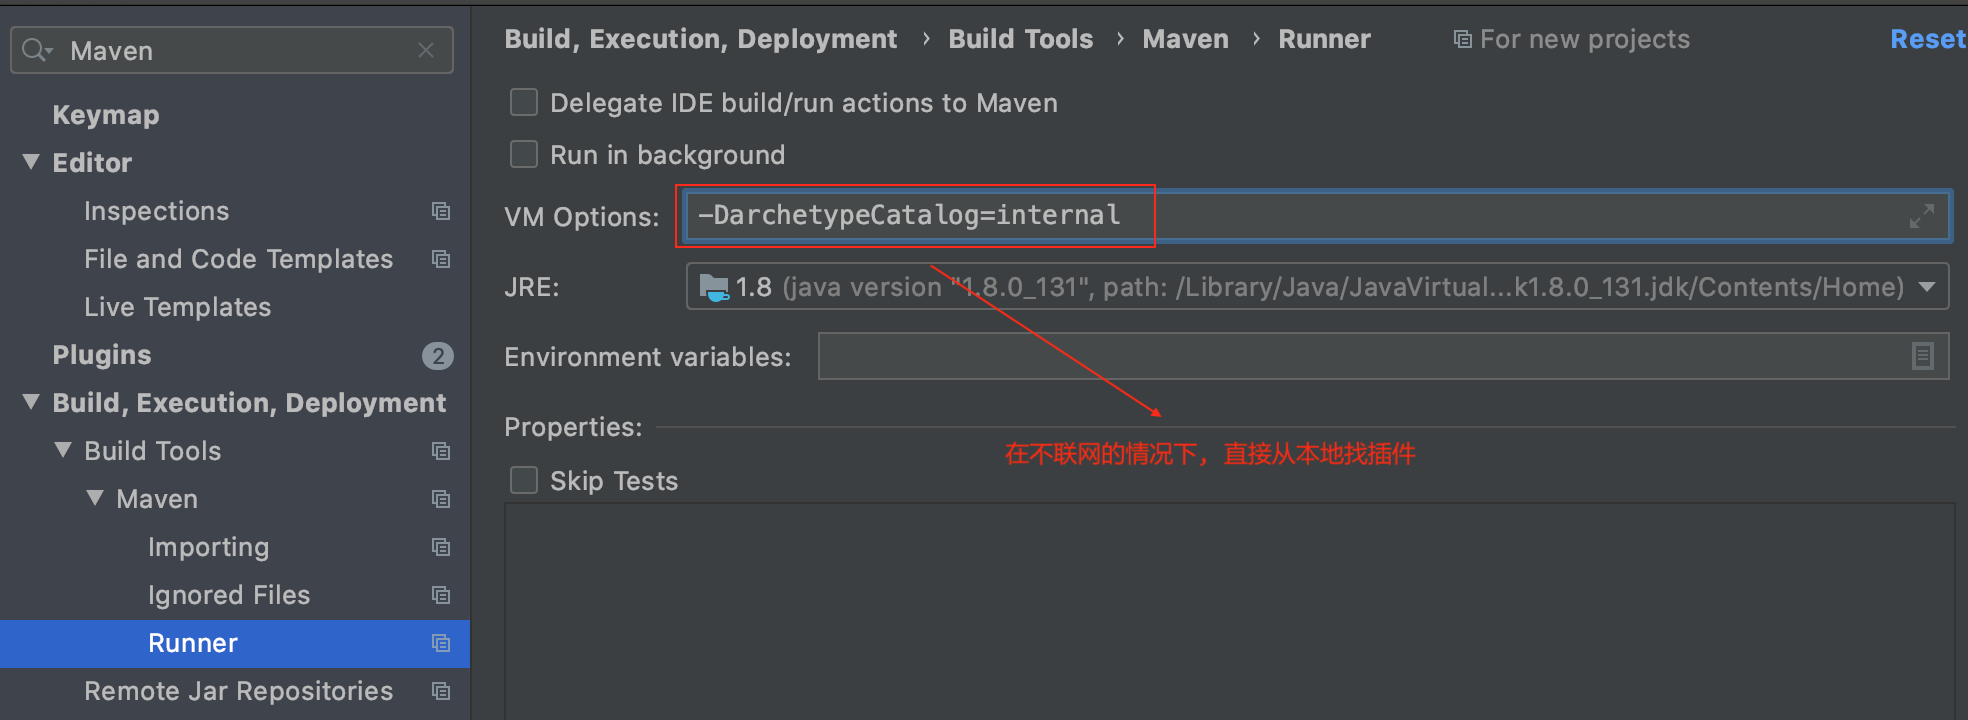 Maven
Keymap
Editor
Inspections
File and Code Templates
Live Templates
Plugins 2
Build, Execution, Deployment
Build Tools
Maven
Importing
Ignored Files
Runner
Remote Jar Repositories
Build, Execution, Deployment › Build Tools › Maven › Runner For new projects Reset
Delegate IDE build/run actions to Maven
Run in background
VM Options: -DarchetypeCatalog=internal
JRE: 1.8 (java version "1.8.0_131", path: /Library/Java/JavaVirtual...k1.8.0_131.jdk/Contents/Home)
Environment variables:
Properties:
在不联网的情况下，直接从本地找插件
Skip Tests